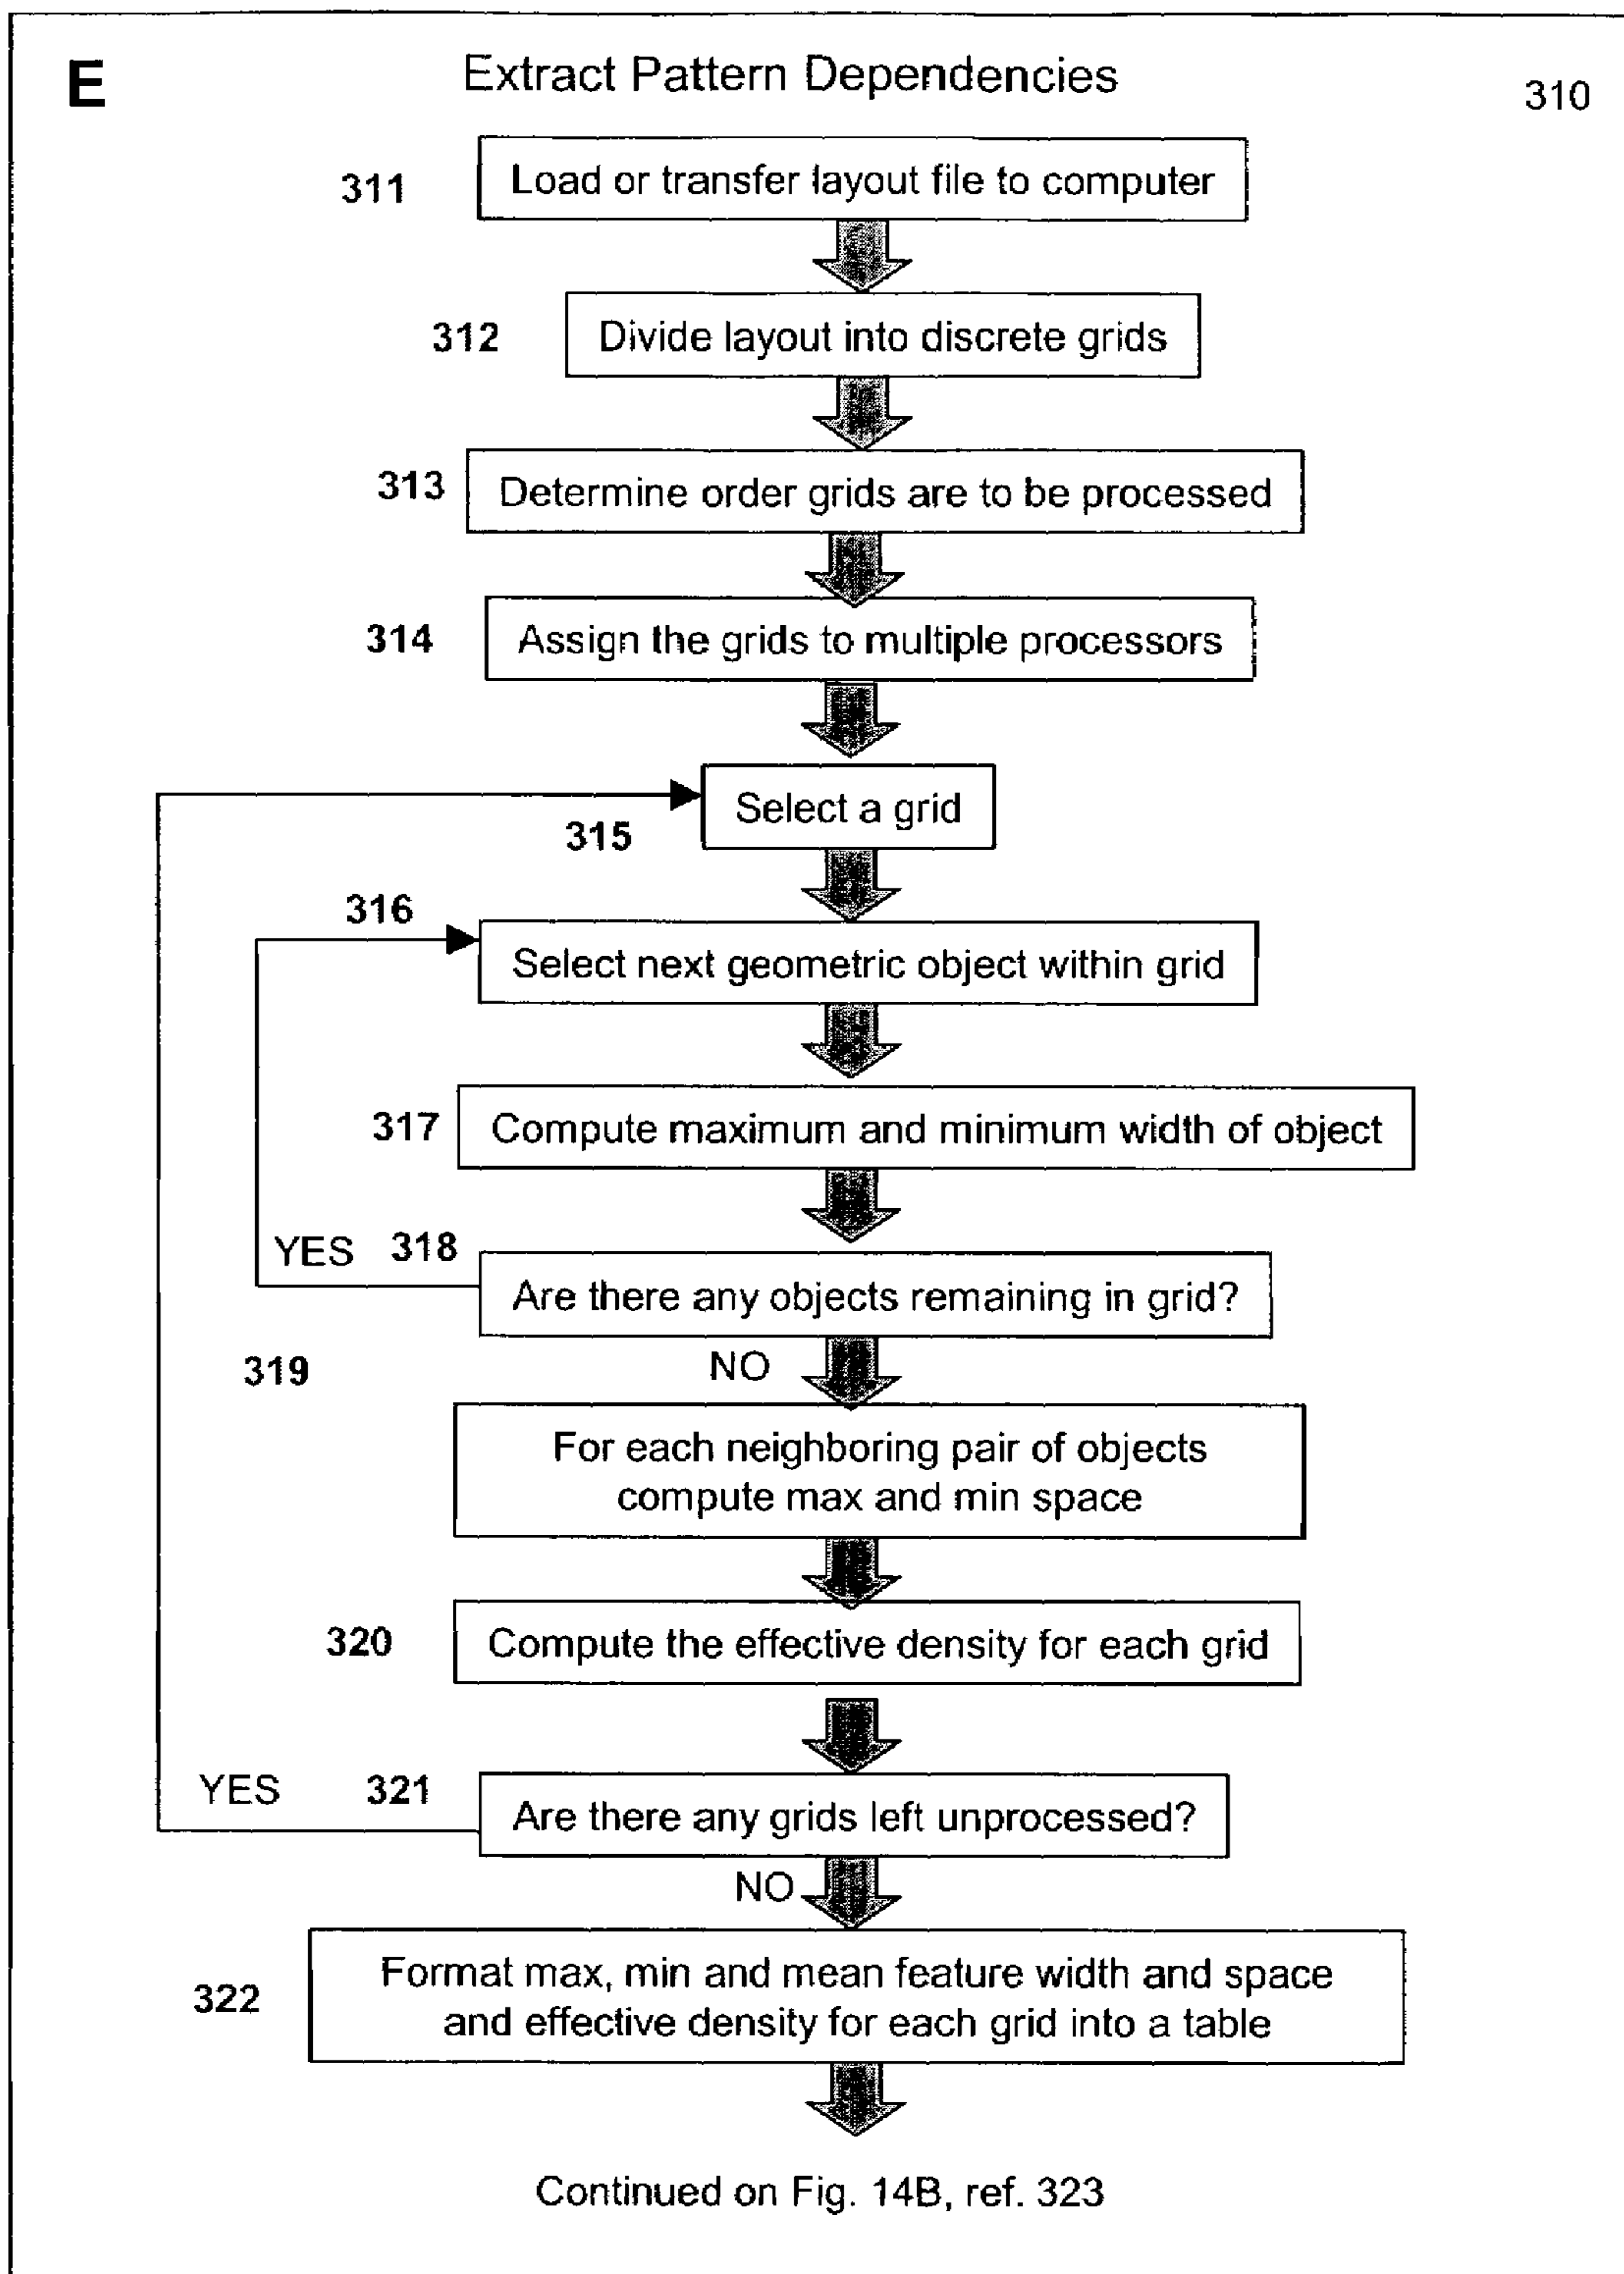 E
Extract Pattern Dependencies
310
311
Load or transfer layout file to computer
312
Divide layout into discrete grids
313
Determine order grids are to be processed
314
Assign the grids to multiple processors
Select a grid
315
316
Select next geometric object within grid
317
Compute maximum and minimum width of object
YES
318
Are there any objects remaining in grid?
319
NO
For each neighboring pair of objects
compute max and min space
320
Compute the effective density for each grid
YES
321
Are there any grids left unprocessed?
NO
322
Format max, min and mean feature width and space
and effective density for each grid into a table
Continued on Fig. 14B, ref. 323